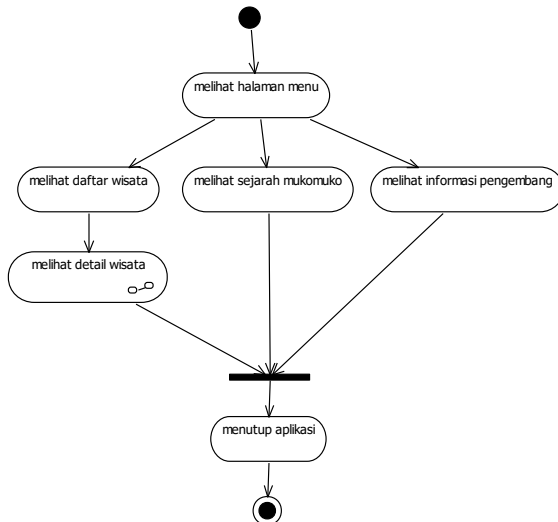 melihat halaman menu
melihat daftar wisata
melihat sejarah mukomuko
melihat informasi pengembang
melihat detail wisata
menutup aplikasi